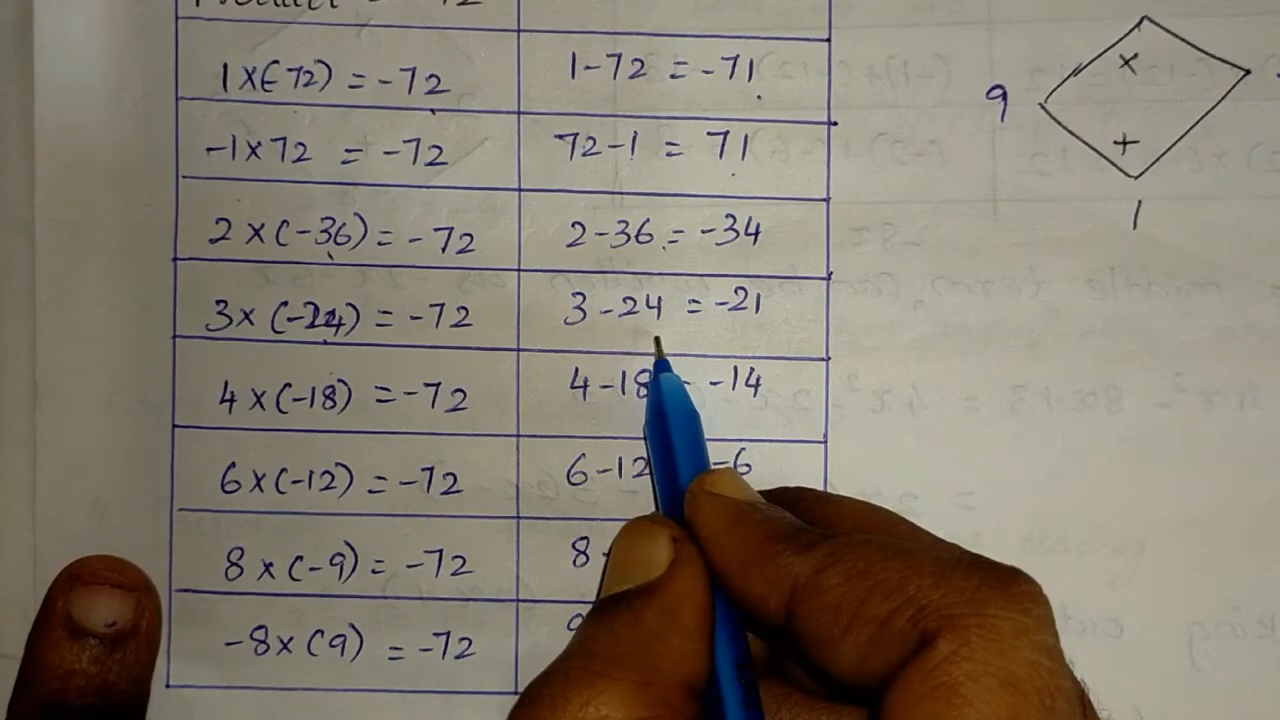 1×(-72) = -72 1-72 = -71
-1×72 = -72 72-1 = 71
2×(-36) = -72 2-36 = -34
3×(-24) = -72 3-24 = -21
4×(-18) = -72 4-18 -14
6×(-12) = -72 6-12 -6
8×(-9) = -72 8
-8×(9) = -72
×
9
+
1